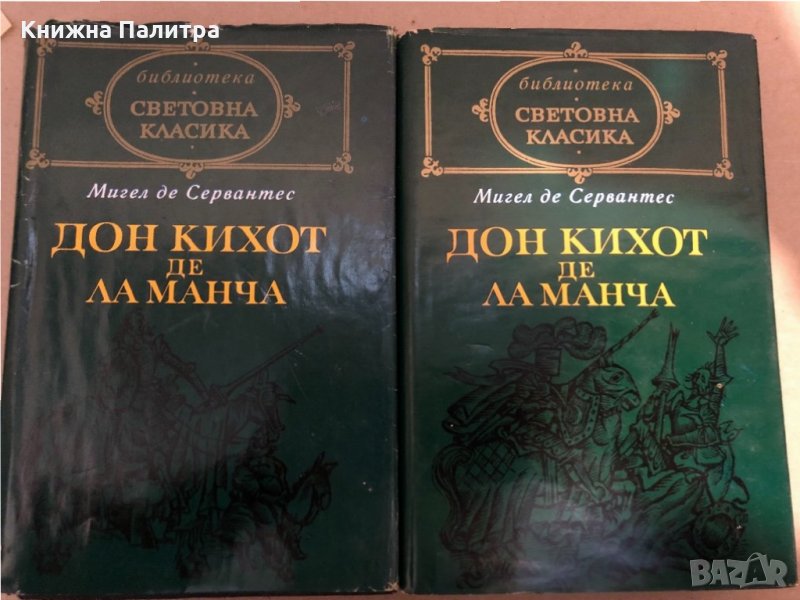 Книжна Палитра
библиотека
СВЕТОВНА
КЛАСИКА
Мигел де Сервантес
ДОН КИХОТ
ДЕ
ЛА МАНЧА
библиотека
СВЕТОВНА
КЛАСИКА
Мигел де Сервантес
ДОН КИХОТ
ДЕ
ЛА МАНЧА
BAZAR